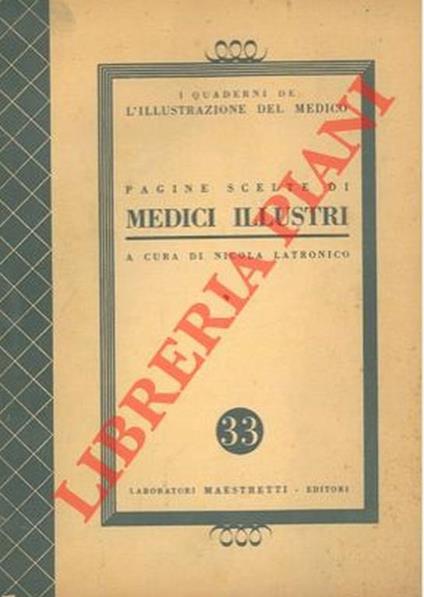 I QUADERNI DE
L'ILLUSTRAZIONE DEL MEDICO
PAGINE SCELTE DI
MEDICI ILLUSTRI
A CURA DI NICOLA LATRONICO
33
LABORATORI MAESTRETTI - EDITORI
LIBRERIA PIANI